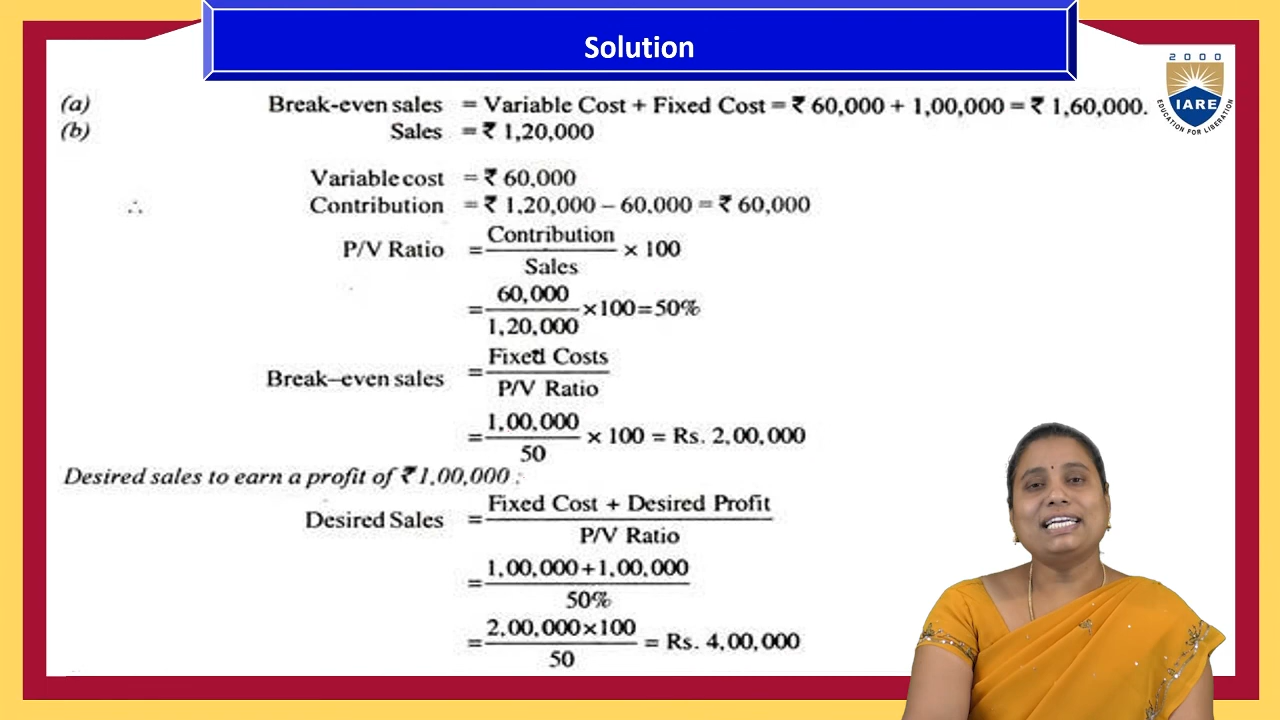 Solution
2000
IARE
EDUCATION FOR LIBERATION
(a) Break-even sales = Variable Cost + Fixed Cost = ₹ 60,000 + 1,00,000 = ₹ 1,60,000.
(b) Sales = ₹ 1,20,000
Variable cost = ₹ 60,000
∴ Contribution = ₹ 1,20,000 – 60,000 = ₹ 60,000
P/V Ratio = Contribution / Sales × 100
= 60,000 / 1,20,000 ×100=50%
Break–even sales = Fixed Costs / P/V Ratio
= 1,00,000 / 50 × 100 = Rs. 2,00,000
Desired sales to earn a profit of ₹ 1,00,000 :
Desired Sales = Fixed Cost + Desired Profit / P/V Ratio
= 1,00,000+1,00,000 / 50%
= 2,00,000×100 / 50 = Rs. 4,00,000